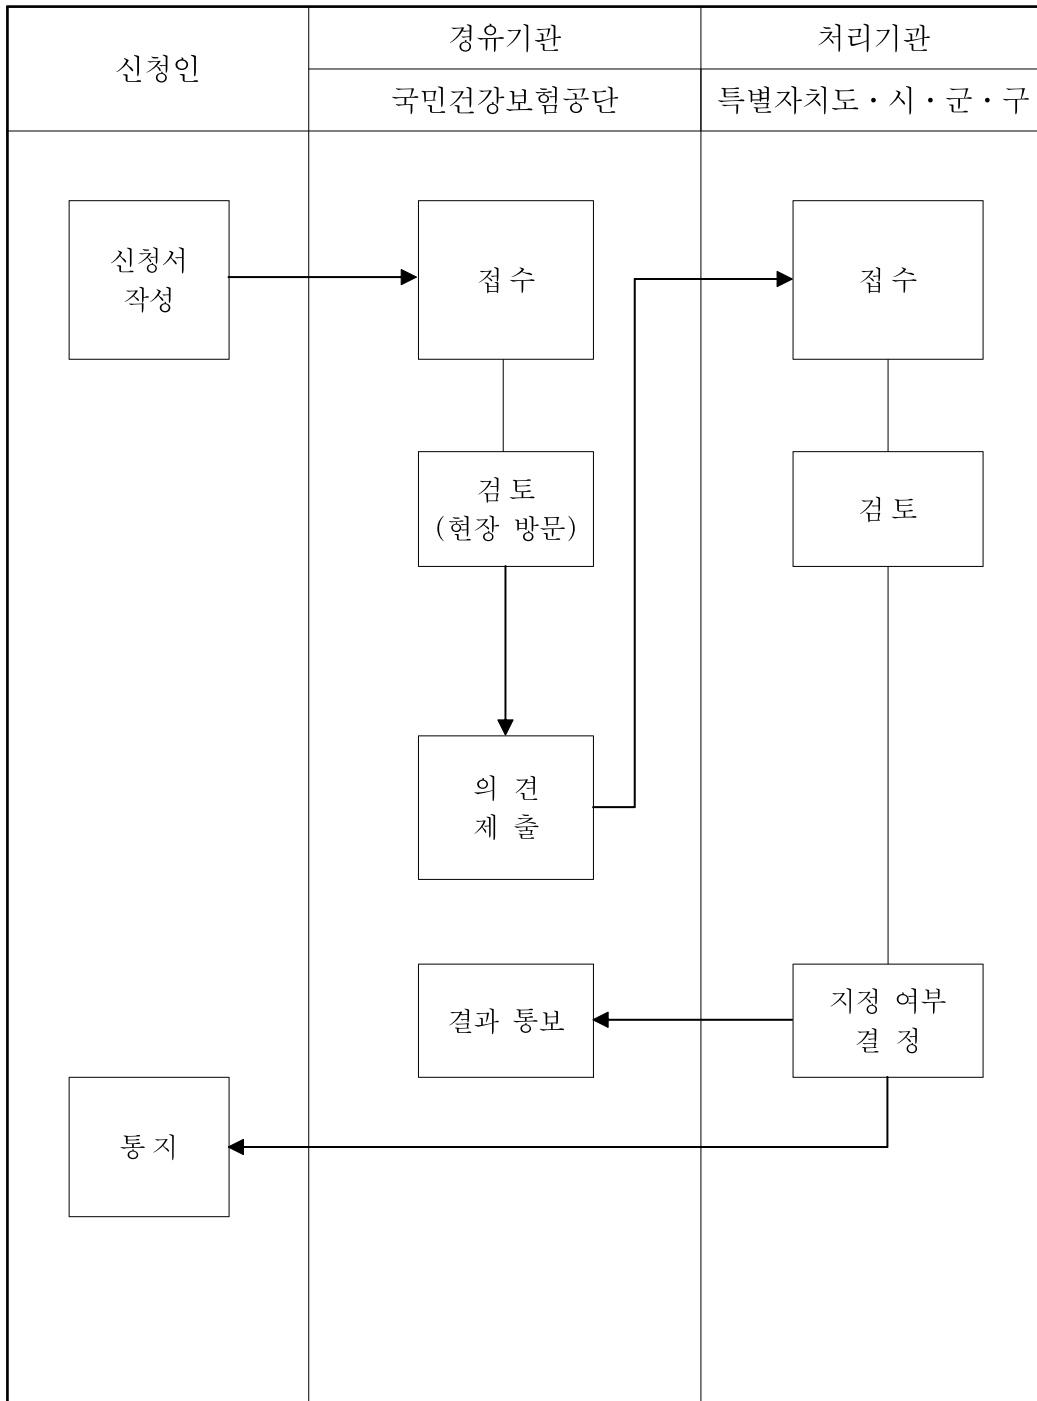 신청인
경유기관
처리기관
국민건강보험공단
특별자치도・시・군・구
신청서
작성
접 수
접 수
검 토
(현장 방문)
검 토
의 견
제 출
결과 통보
지정 여부
결 정
통 지